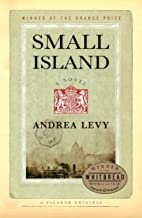 WINNER OF THE ORANGE PRIZE
SMALL
ISLAND
A NOVEL
ANDREA LEVY
WINNER
WHITBREAD
A PICADOR ORIGINAL